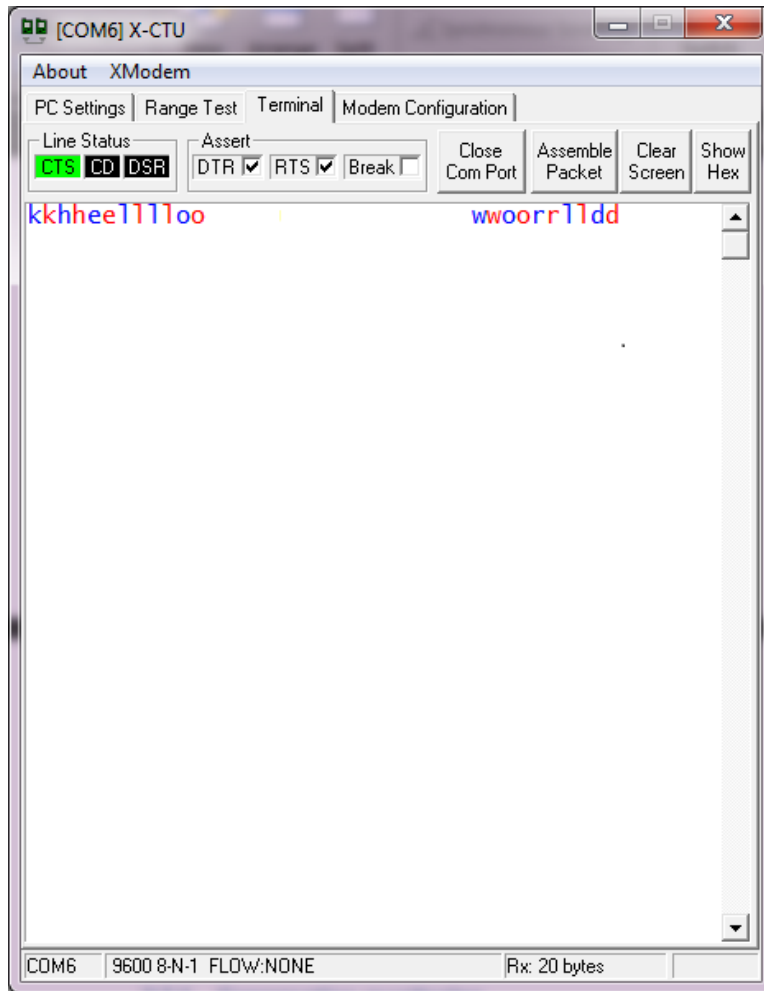 [COM6] X-CTU
About XModem
PC Settings Range Test Terminal Modem Configuration
Line Status Assert
CTS CD DSR DTR RTS Break Close Com Port Assemble Packet Clear Screen Show Hex
kkhheelllloo wwoorrlldd
COM6 9600 8-N-1 FLOW:NONE Rx: 20 bytes